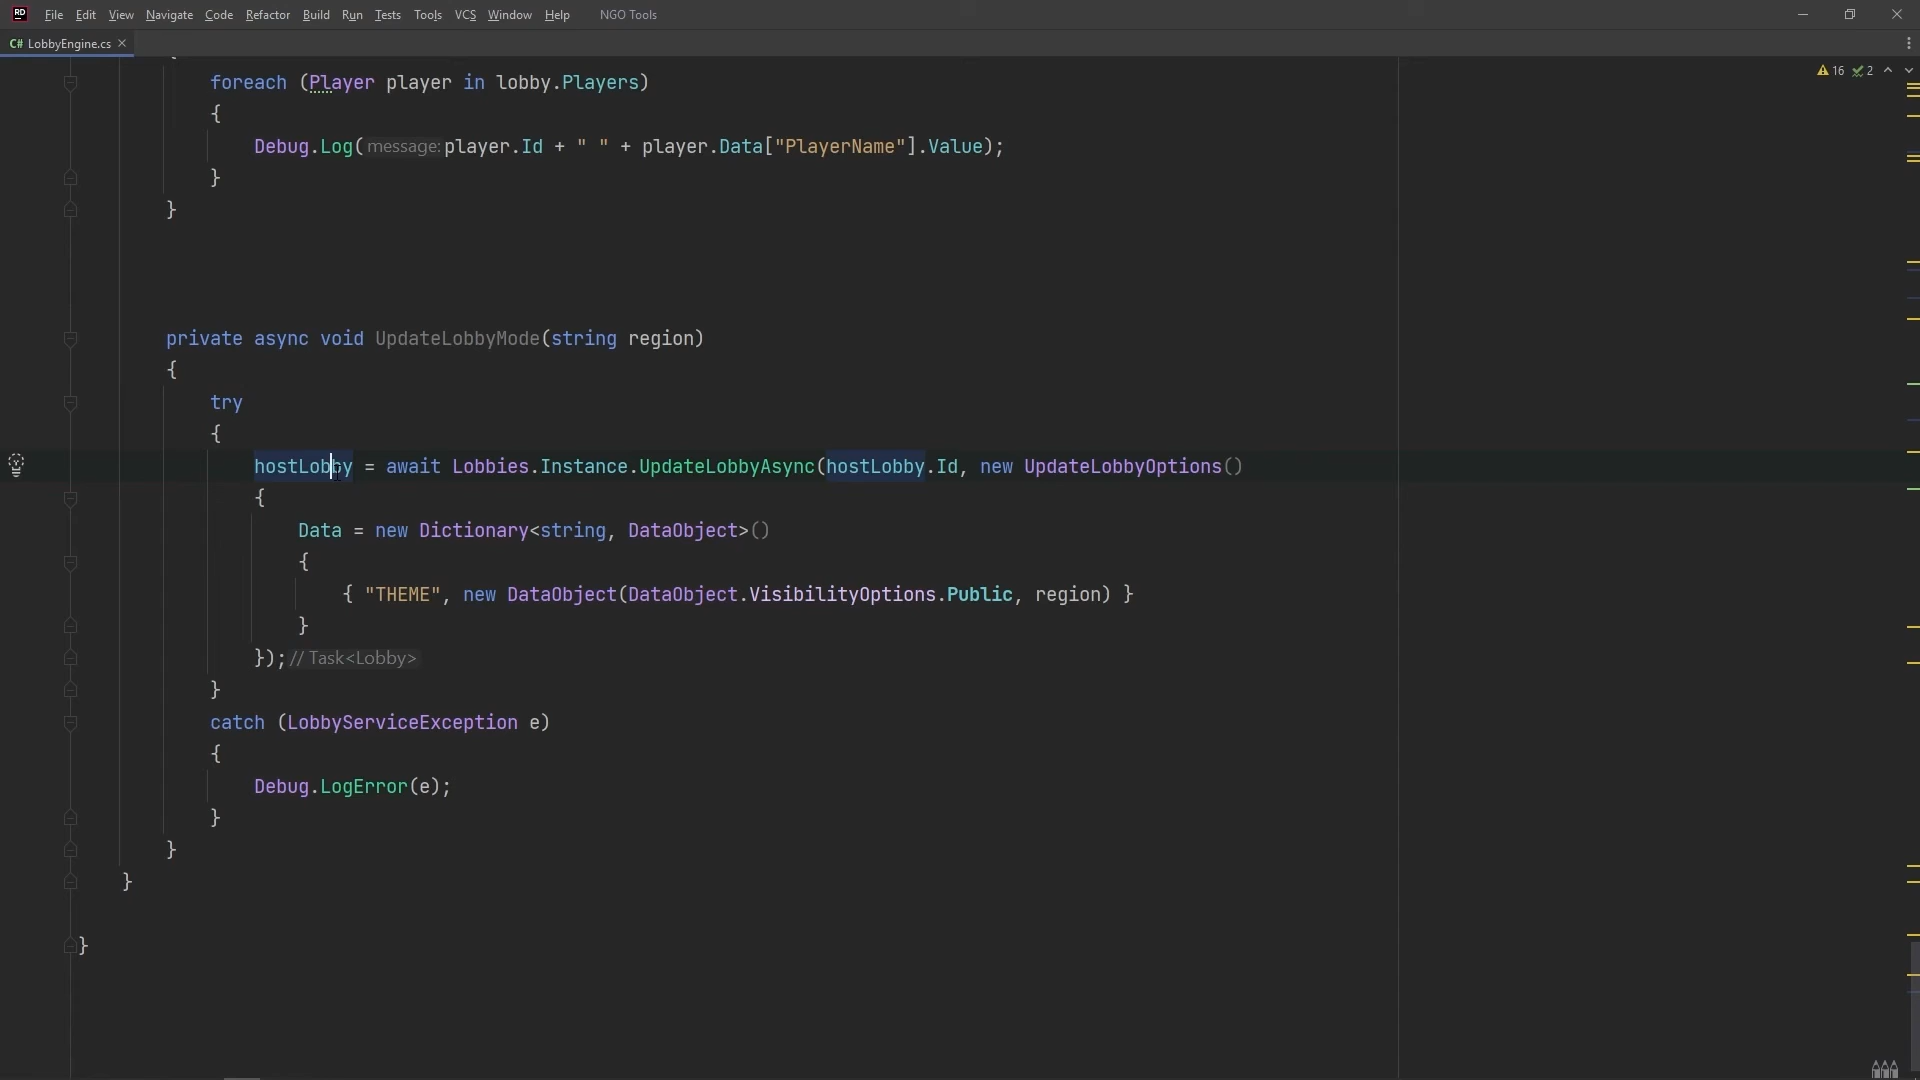 RD File Edit View Navigate Code Refactor Build Run Tests Tools VCS Window Help NGO Tools
C# LobbyEngine.cs
16 2
{
foreach (Player player in lobby.Players)
{
Debug.Log(message:player.Id + " " + player.Data["PlayerName"].Value);
}
}
private async void UpdateLobbyMode(string region)
{
try
{
hostLobby = await Lobbies.Instance.UpdateLobbyAsync(hostLobby.Id, new UpdateLobbyOptions()
{
Data = new Dictionary<string, DataObject>()
{
{ "THEME", new DataObject(DataObject.VisibilityOptions.Public, region) }
}
});// Task<Lobby>
}
catch (LobbyServiceException e)
{
Debug.LogError(e);
}
}
}
}